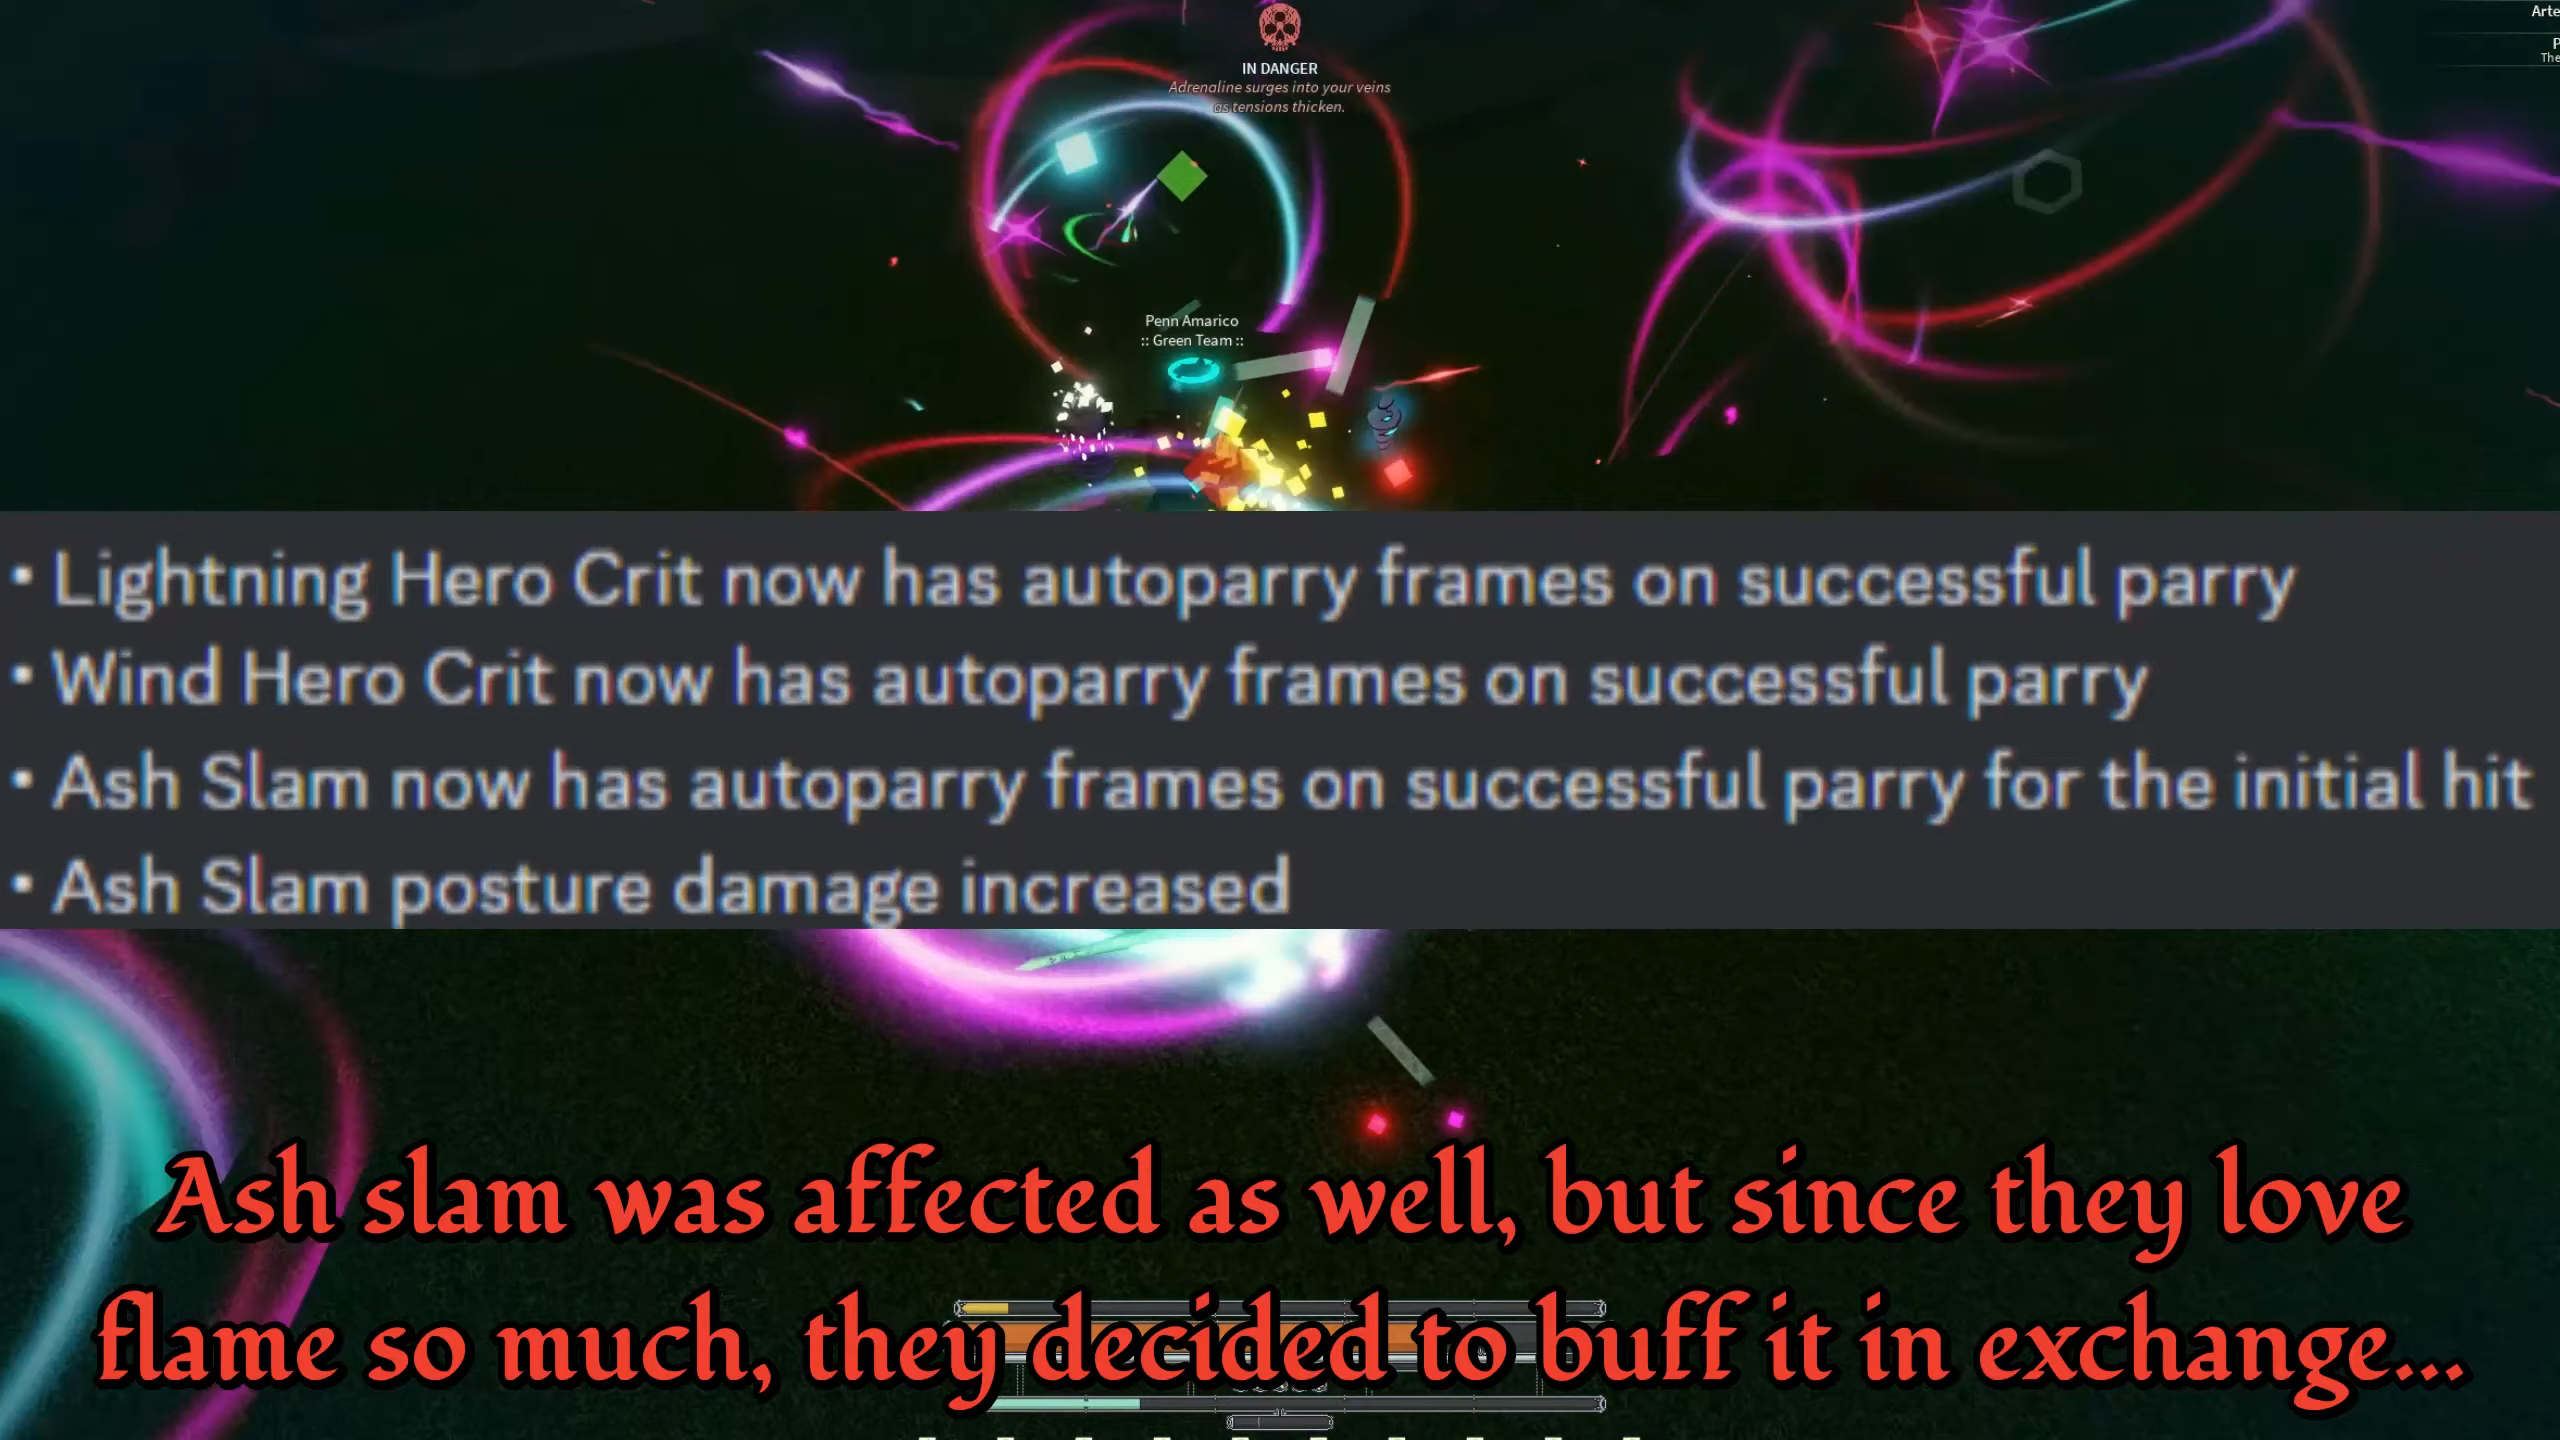 Arte
P
The
IN DANGER
Adrenaline surges into your veins
as tensions thicken.
Penn Amarico
:: Green Team ::
• Lightning Hero Crit now has autoparry frames on successful parry
• Wind Hero Crit now has autoparry frames on successful parry
• Ash Slam now has autoparry frames on successful parry for the initial hit
• Ash Slam posture damage increased
Ash slam was affected as well, but since they love
flame so much, they decided to buff it in exchange...